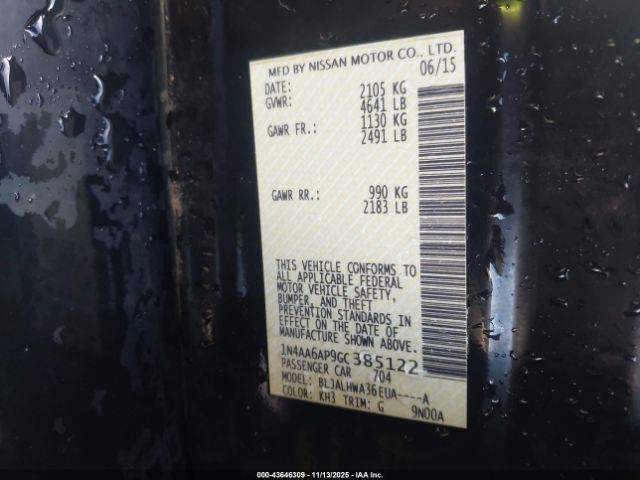 MFD BY NISSAN MOTOR CO., LTD.
DATE: 06/15
GVWR: 2105 KG
4641 LB
GAWR FR.: 1130 KG
2491 LB
GAWR RR.: 990 KG
2183 LB
THIS VEHICLE CONFORMS TO
ALL APPLICABLE FEDERAL
MOTOR VEHICLE SAFETY,
BUMPER, AND THEFT
PREVENTION STANDARDS IN
EFFECT ON THE DATE OF
MANUFACTURE SHOWN ABOVE.
1N4AA6AP9GC385122
PASSENGER CAR 704
MODEL: BLJALHWA36EUA----A
COLOR: KH3 TRIM: G 9N00A
000-43646309 - 11/13/2025 - IAA Inc.